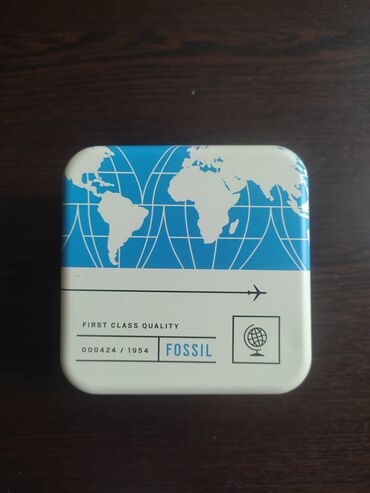 FIRST CLASS QUALITY
000424 / 1954 FOSSIL